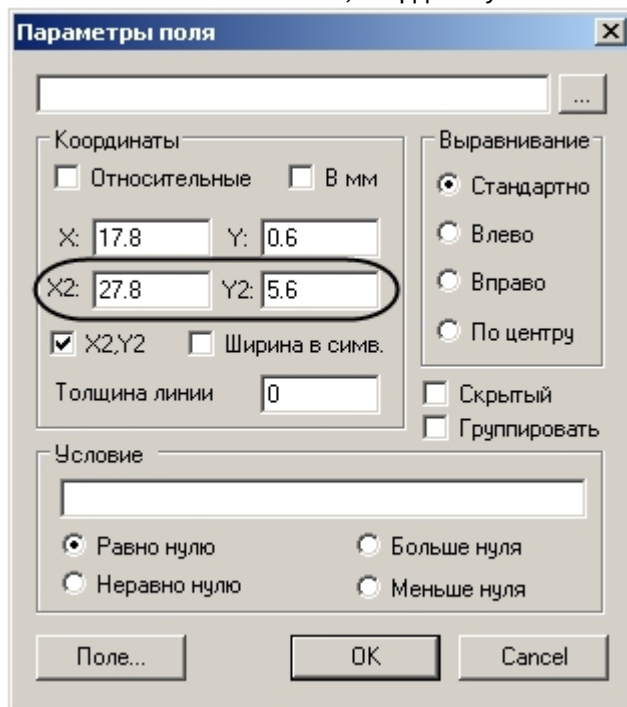 Параметры поля
...
Координаты
Относительные В мм
X: 17.8 Y: 0.6
X2: 27.8 Y2: 5.6
X2,Y2 Ширина в симв.
Толщина линии 0
Выравнивание
Стандартно
Влево
Вправо
По центру
Скрытый
Группировать
Условие
Равно нулю Больше нуля
Неравно нулю Меньше нуля
Поле... OK Cancel